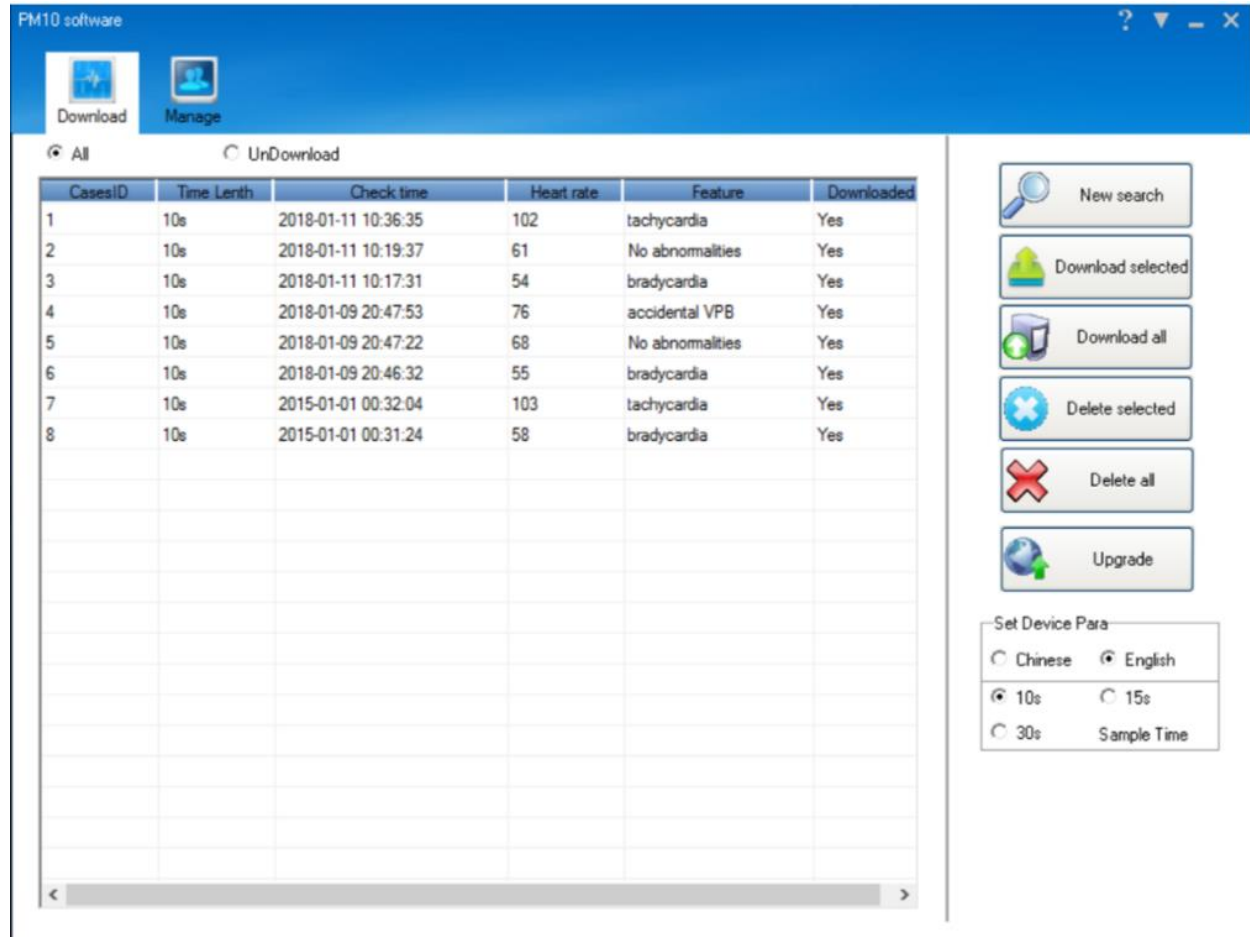 PM10 software
Download Manage
All UnDownload
CasesID Time Lenth Check time Heart rate Feature Downloaded
1 10s 2018-01-11 10:36:35 102 tachycardia Yes
2 10s 2018-01-11 10:19:37 61 No abnormalities Yes
3 10s 2018-01-11 10:17:31 54 bradycardia Yes
4 10s 2018-01-09 20:47:53 76 accidental VPB Yes
5 10s 2018-01-09 20:47:22 68 No abnormalities Yes
6 10s 2018-01-09 20:46:32 55 bradycardia Yes
7 10s 2015-01-01 00:32:04 103 tachycardia Yes
8 10s 2015-01-01 00:31:24 58 bradycardia Yes
New search
Download selected
Download all
Delete selected
Delete all
Upgrade
Set Device Para
Chinese English
10s 15s
30s Sample Time